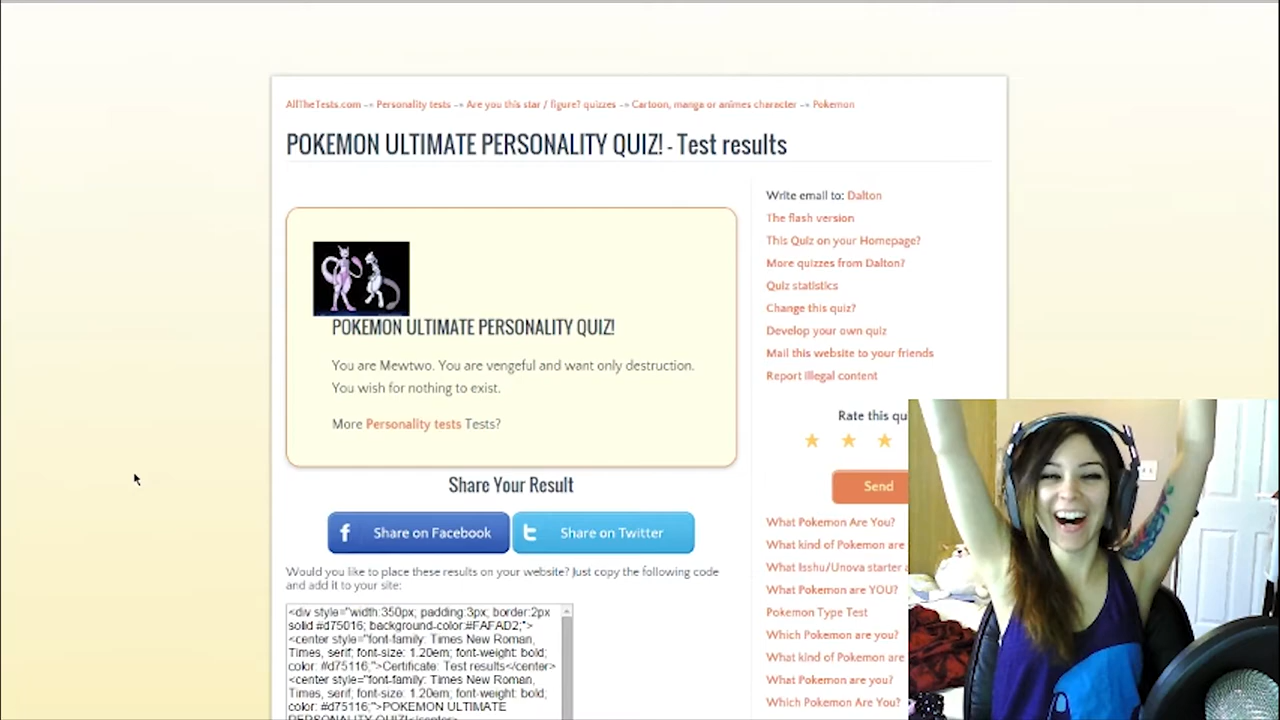 AllTheTests.com -» Personality tests -» Are you this star / figure? quizzes -» Cartoon, manga or animes character -» Pokemon
POKEMON ULTIMATE PERSONALITY QUIZ! - Test results
POKEMON ULTIMATE PERSONALITY QUIZ!
You are Mewtwo. You are vengeful and want only destruction.
You wish for nothing to exist.
More Personality tests Tests?
Share Your Result
Share on Facebook
Share on Twitter
Would you like to place these results on your website? Just copy the following code
and add it to your site:
<div style="width:350px; padding:3px; border:2px
solid #d75016; background-color:#FAFAD2;">
<center style="font-family: Times New Roman,
Times, serif; font-size: 1.20em; font-weight: bold;
color: #d75116;">Certificate: Test results</center>
<center style="font-family: Times New Roman,
Times, serif; font-size: 1.20em; font-weight: bold;
color: #d75116;">POKEMON ULTIMATE
PERSONALITY QUIZ!</center>
Write email to: Dalton
The flash version
This Quiz on your Homepage?
More quizzes from Dalton?
Quiz statistics
Change this quiz?
Develop your own quiz
Mail this website to your friends
Report illegal content
Rate this qu
Send
What Pokemon Are You?
What kind of Pokemon are
What Isshu/Unova starter a
What Pokemon are YOU?
Pokemon Type Test
Which Pokemon are you?
What kind of Pokemon are
What Pokemon are you?
Which Pokemon Are You?